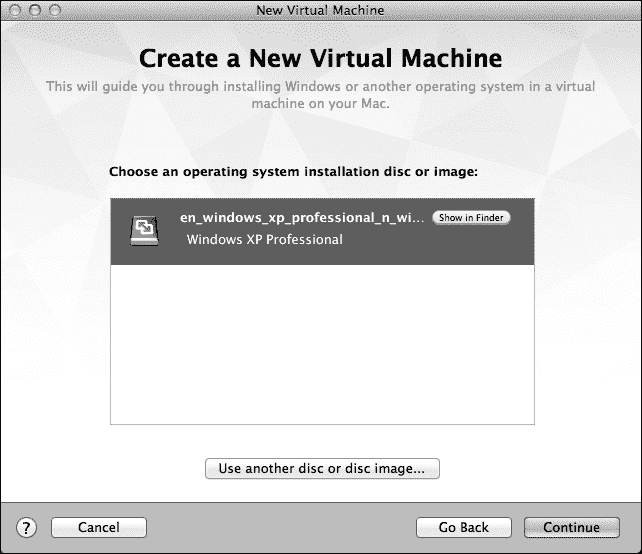 New Virtual Machine
Create a New Virtual Machine
This will guide you through installing Windows or another operating system in a virtual
machine on your Mac.
Choose an operating system installation disc or image:
en_windows_xp_professional_n_wi... Show in Finder
Windows XP Professional
Use another disc or disc image...
? Cancel Go Back Continue